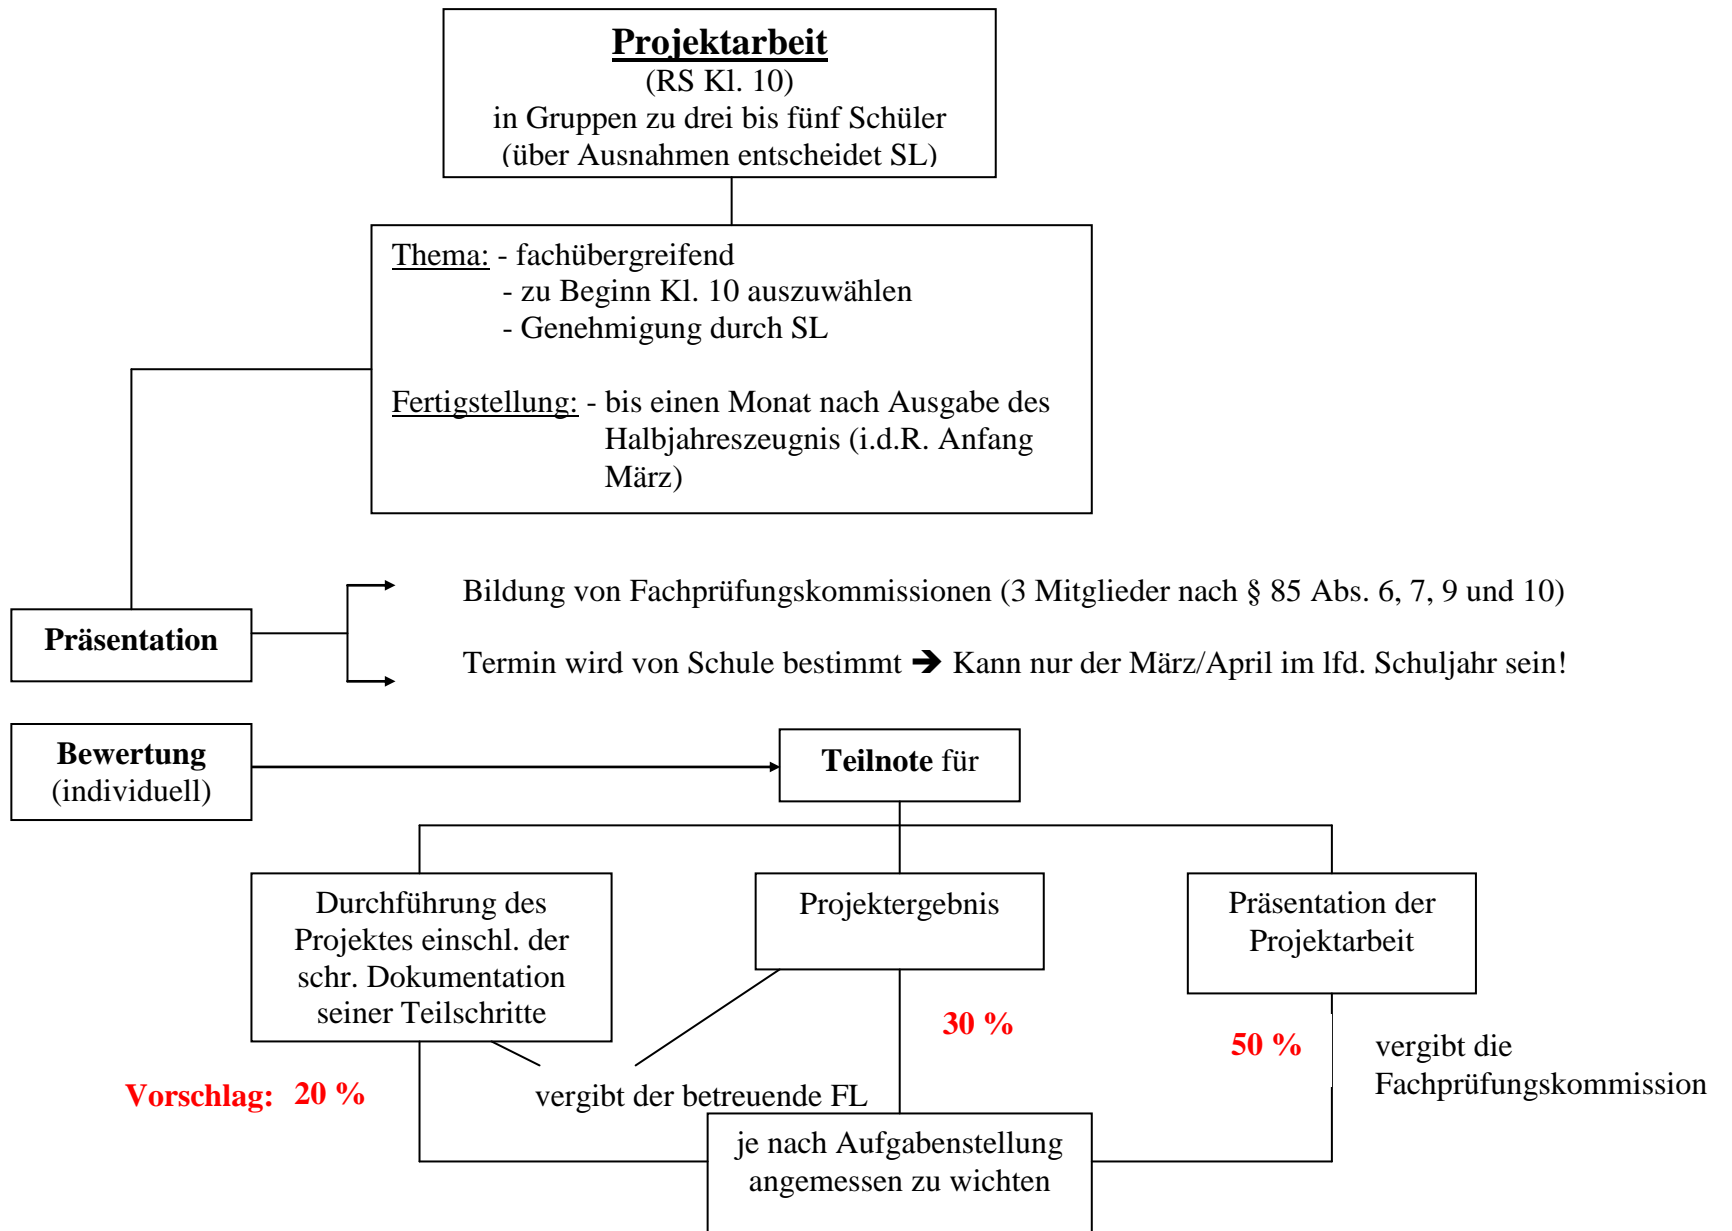 Projektarbeit
(RS Kl. 10)
in Gruppen zu drei bis fünf Schüler
(über Ausnahmen entscheidet SL)
Thema: - fachübergreifend
- zu Beginn Kl. 10 auszuwählen
- Genehmigung durch SL
Fertigstellung: - bis einen Monat nach Ausgabe des
Halbjahreszeugnis (i.d.R. Anfang
März)
Präsentation
Bildung von Fachprüfungskommissionen (3 Mitglieder nach § 85 Abs. 6, 7, 9 und 10)
Termin wird von Schule bestimmt ➔ Kann nur der März/April im lfd. Schuljahr sein!
Bewertung
(individuell)
Teilnote für
Durchführung des
Projektes einschl. der
schr. Dokumentation
seiner Teilschritte
Projektergebnis
Präsentation der
Projektarbeit
Vorschlag: 20 %
30 %
50 %
vergibt der betreuende FL
vergibt die
Fachprüfungskommission
je nach Aufgabenstellung
angemessen zu wichten